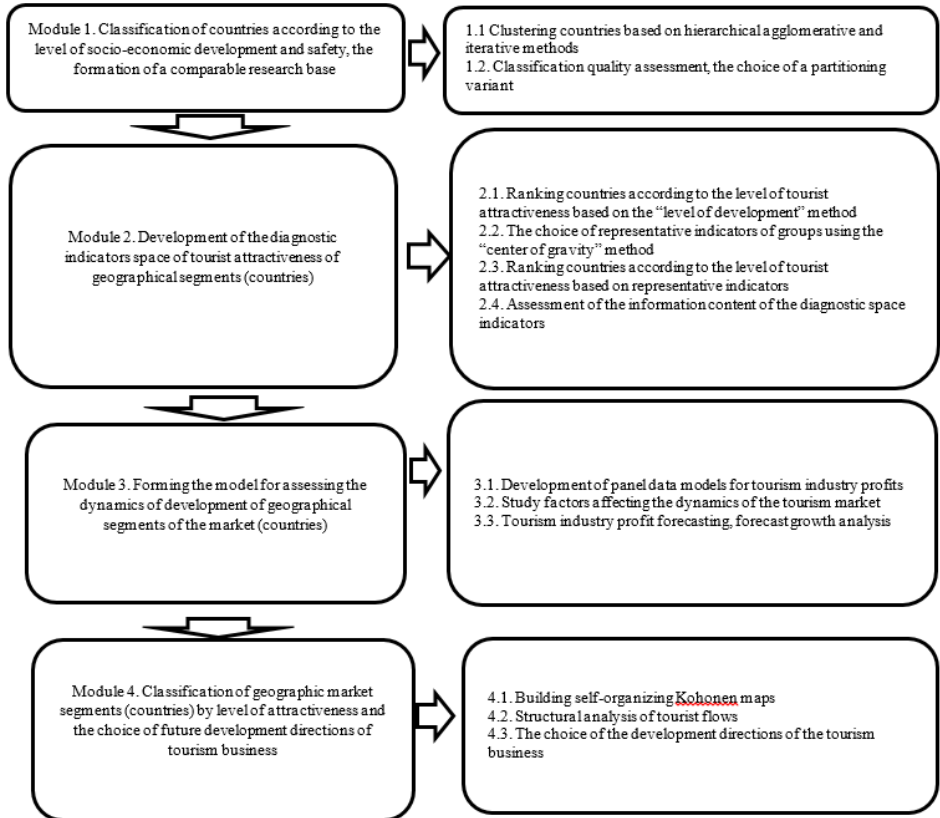 Module 1. Classification of countries according to the
level of socio-economic development and safety, the
formation of a comparable research base
1.1 Clustering countries based on hierarchical agglomerative and
iterative methods
1.2. Classification quality assessment, the choice of a partitioning
variant
Module 2. Development of the diagnostic
indicators space of tourist attractiveness of
geographical segments (countries)
2.1. Ranking countries according to the level of tourist
attractiveness based on the “level of development” method
2.2. The choice of representative indicators of groups using the
“center of gravity” method
2.3. Ranking countries according to the level of tourist
attractiveness based on representative indicators
2.4. Assessment of the information content of the diagnostic space
indicators
Module 3. Forming the model for assessing the
dynamics of development of geographical
segments of the market (countries)
3.1. Development of panel data models for tourism industry profits
3.2. Study factors affecting the dynamics of the tourism market
3.3. Tourism industry profit forecasting, forecast growth analysis
Module 4. Classification of geographic market
segments (countries) by level of attractiveness and
the choice of future development directions of
tourism business
4.1. Building self-organizing Kohonen maps
4.2. Structural analysis of tourist flows
4.3. The choice of the development directions of the tourism
business